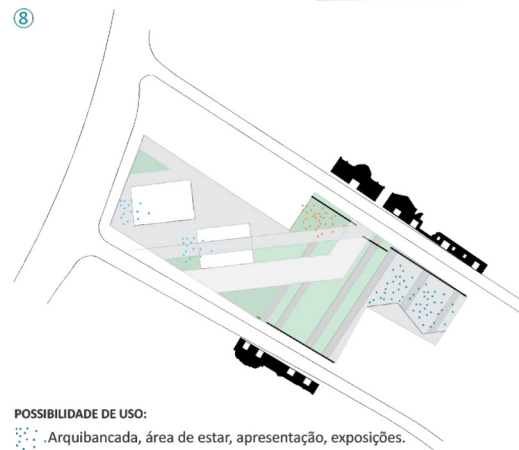 8
POSSIBILIDADE DE USO:
.Arquibancada, área de estar, apresentação, exposições.